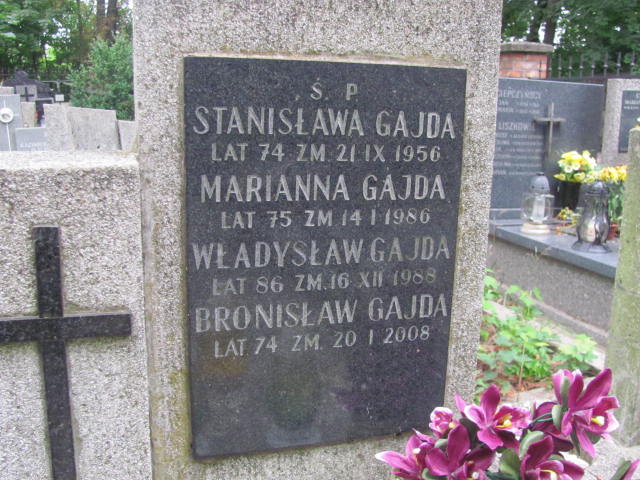 Ś P
STANISŁAWA GAJDA
LAT 74 ZM. 21 IX 1956
MARIANNA GAJDA
LAT 75 ZM 14 I 1986
WŁADYSŁAW GAJDA
LAT 86 ZM. 16 XII 1988
BRONISŁAW GAJDA
LAT 74 ZM. 20 I 2008